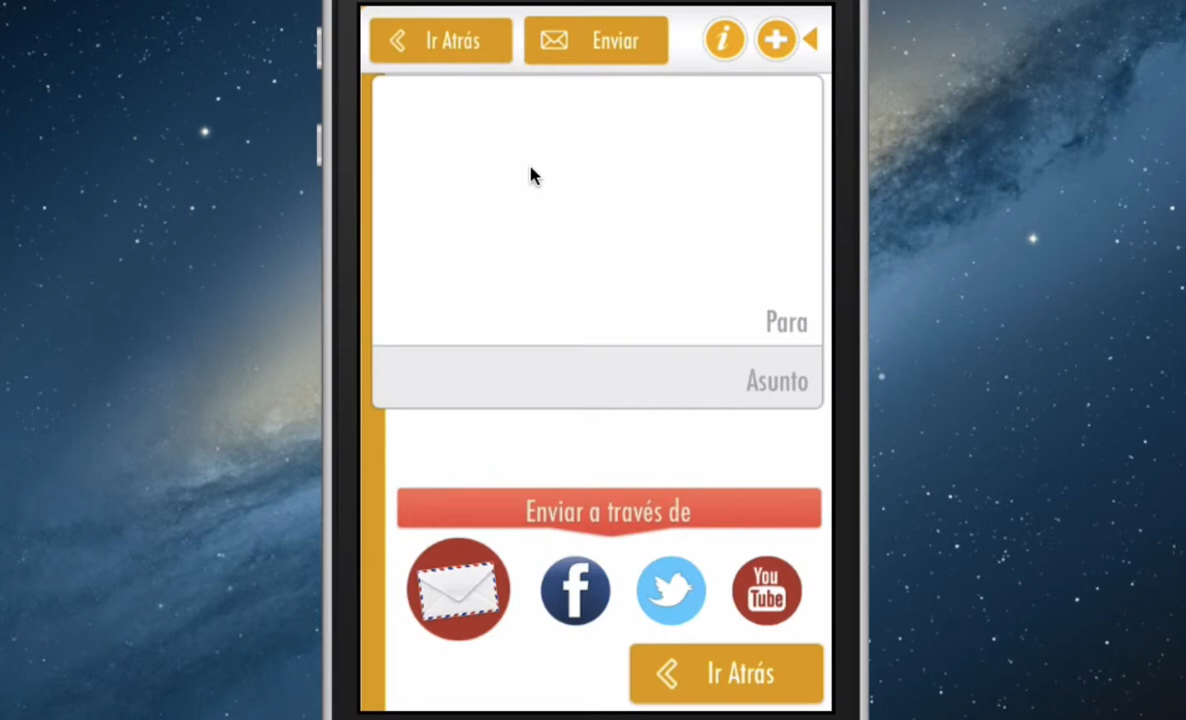 Ir Atrás
Enviar
i
Para
Asunto
Enviar a través de
f
You
Tube
Ir Atrás